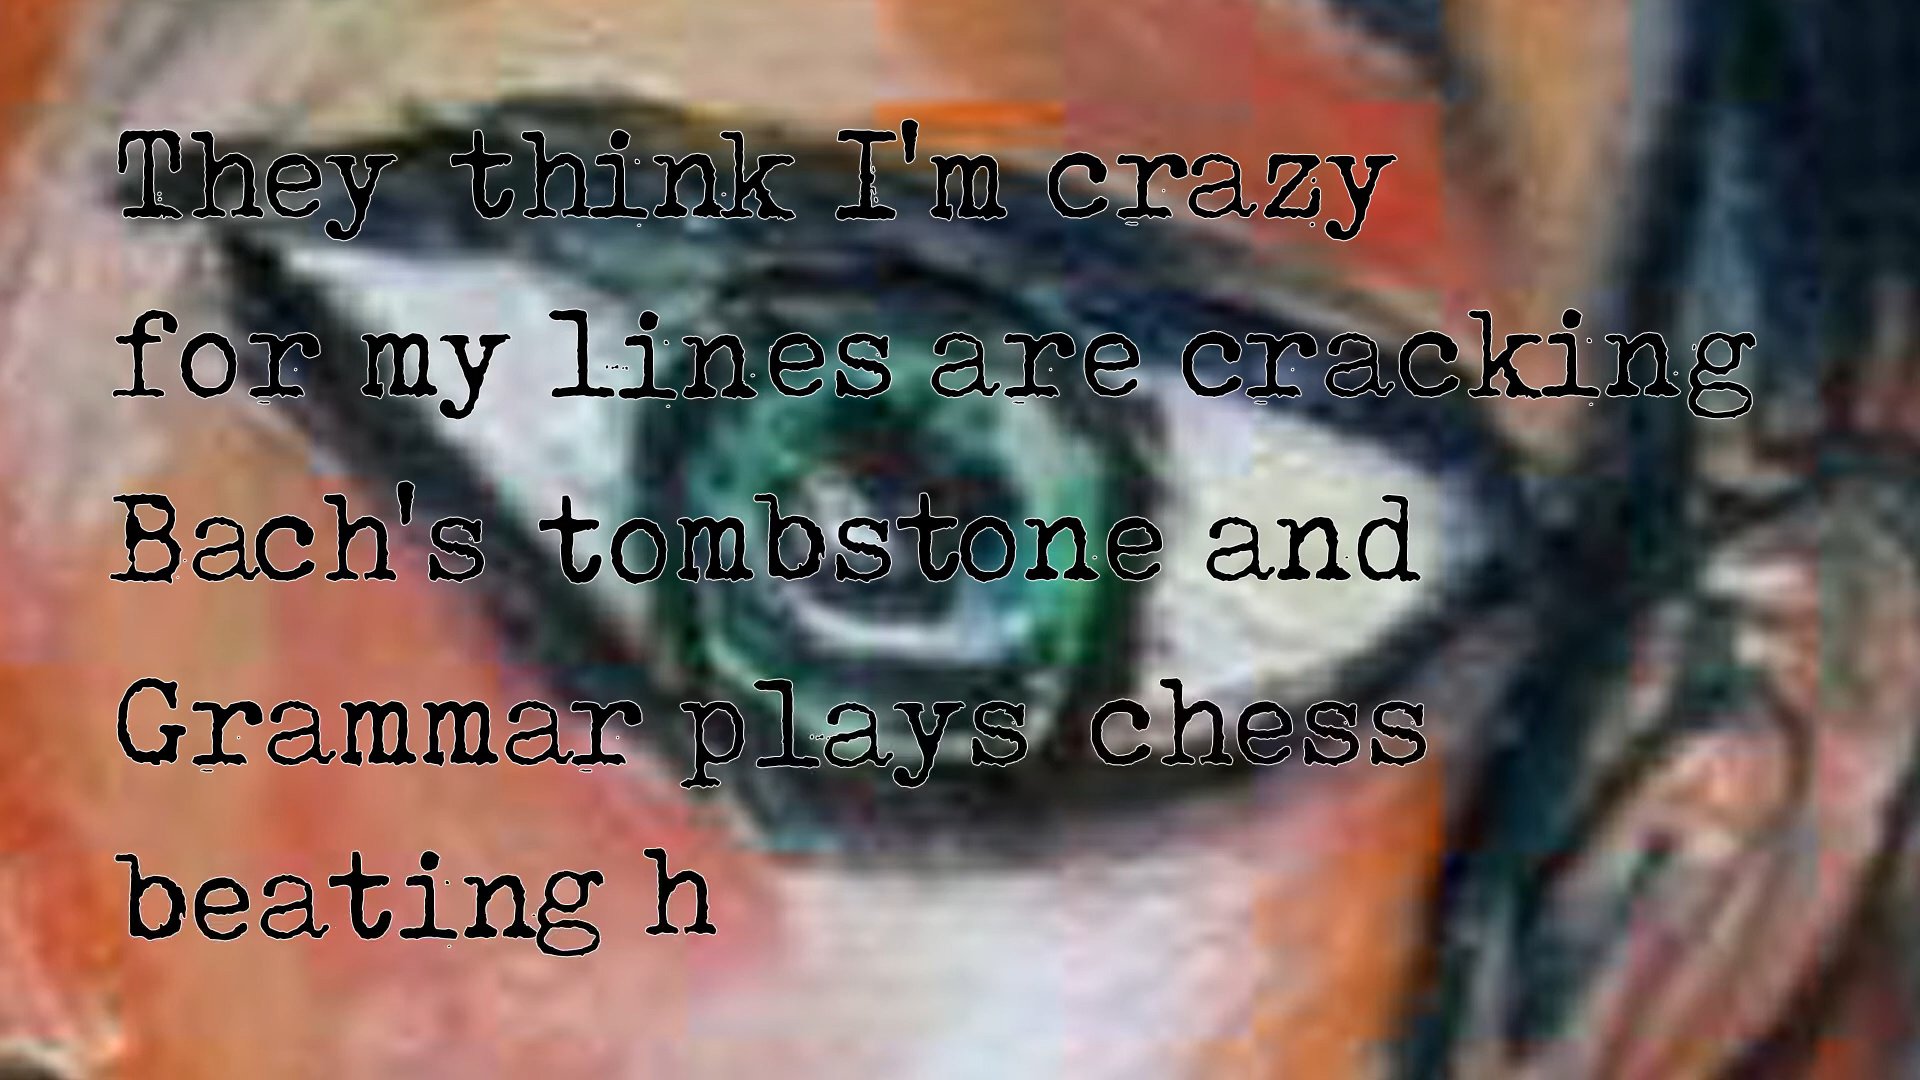 They think I'm crazy
for my lines are cracking
Bach's tombstone and
Grammar plays chess
beating h